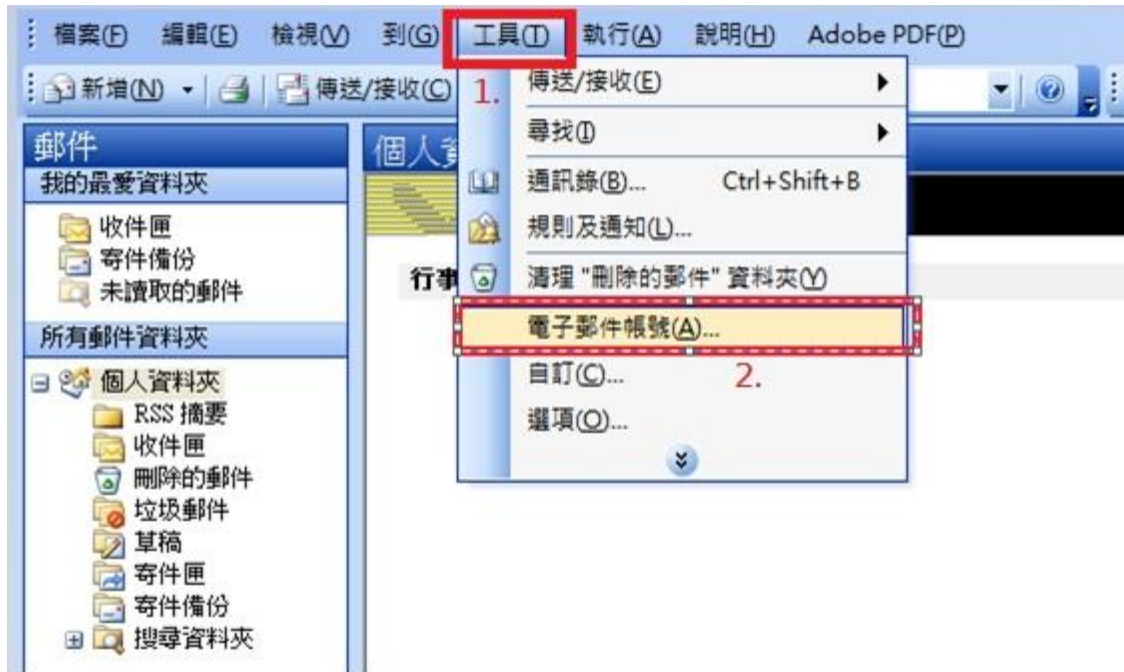 檔案(F) 編輯(E) 檢視(V) 到(G) 工具(T) 執行(A) 說明(H) Adobe PDF(P)
新增(N) 傳送/接收(C)
1.
傳送/接收(E)
尋找(I)
通訊錄(B)... Ctrl+Shift+B
規則及通知(L)...
清理 "刪除的郵件" 資料夾(Y)
電子郵件帳號(A)...
2.
自訂(C)...
選項(O)...
郵件
我的最愛資料夾
收件匣
寄件備份
未讀取的郵件
所有郵件資料夾
個人資料夾
RSS 摘要
收件匣
刪除的郵件
垃圾郵件
草稿
寄件匣
寄件備份
搜尋資料夾
個人資
行事